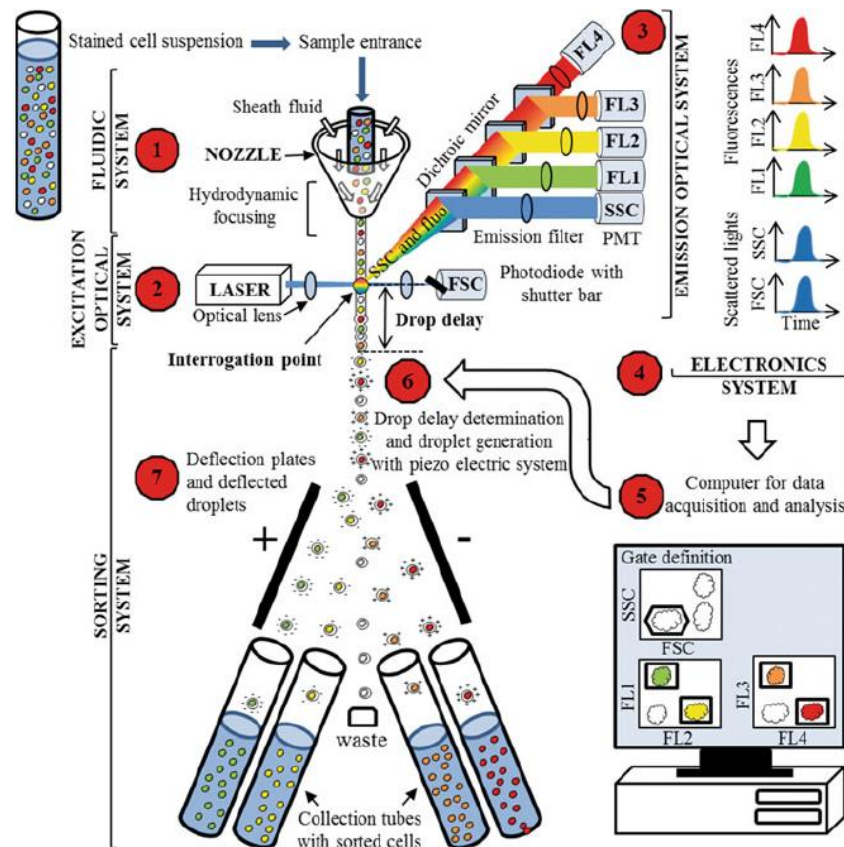 Stained cell suspension
Sample entrance
Sheath fluid
NOZZLE
Hydrodynamic
focusing
1
FLUIDIC
SYSTEM
2
EXCITATION
OPTICAL
SYSTEM
LASER
Optical lens
Interrogation point
SSC and fluo
Dichroic mirror
FL4
FL3
FL2
FL1
SSC
Emission filter
PMT
FSC
Photodiode with
shutter bar
Drop delay
3
EMISSION OPTICAL SYSTEM
FL4
FL3
FL2
FL1
Fluorescences
SSC
FSC
Scattered lights
Time
4
ELECTRONICS
SYSTEM
5
Computer for data
acquisition and analysis
6
Drop delay determination
and droplet generation
with piezo electric system
7
Deflection plates
and deflected
droplets
SORTING
SYSTEM
+
-
waste
Collection tubes
with sorted cells
Gate definition
SSC
FSC
FL1
FL2
FL3
FL4